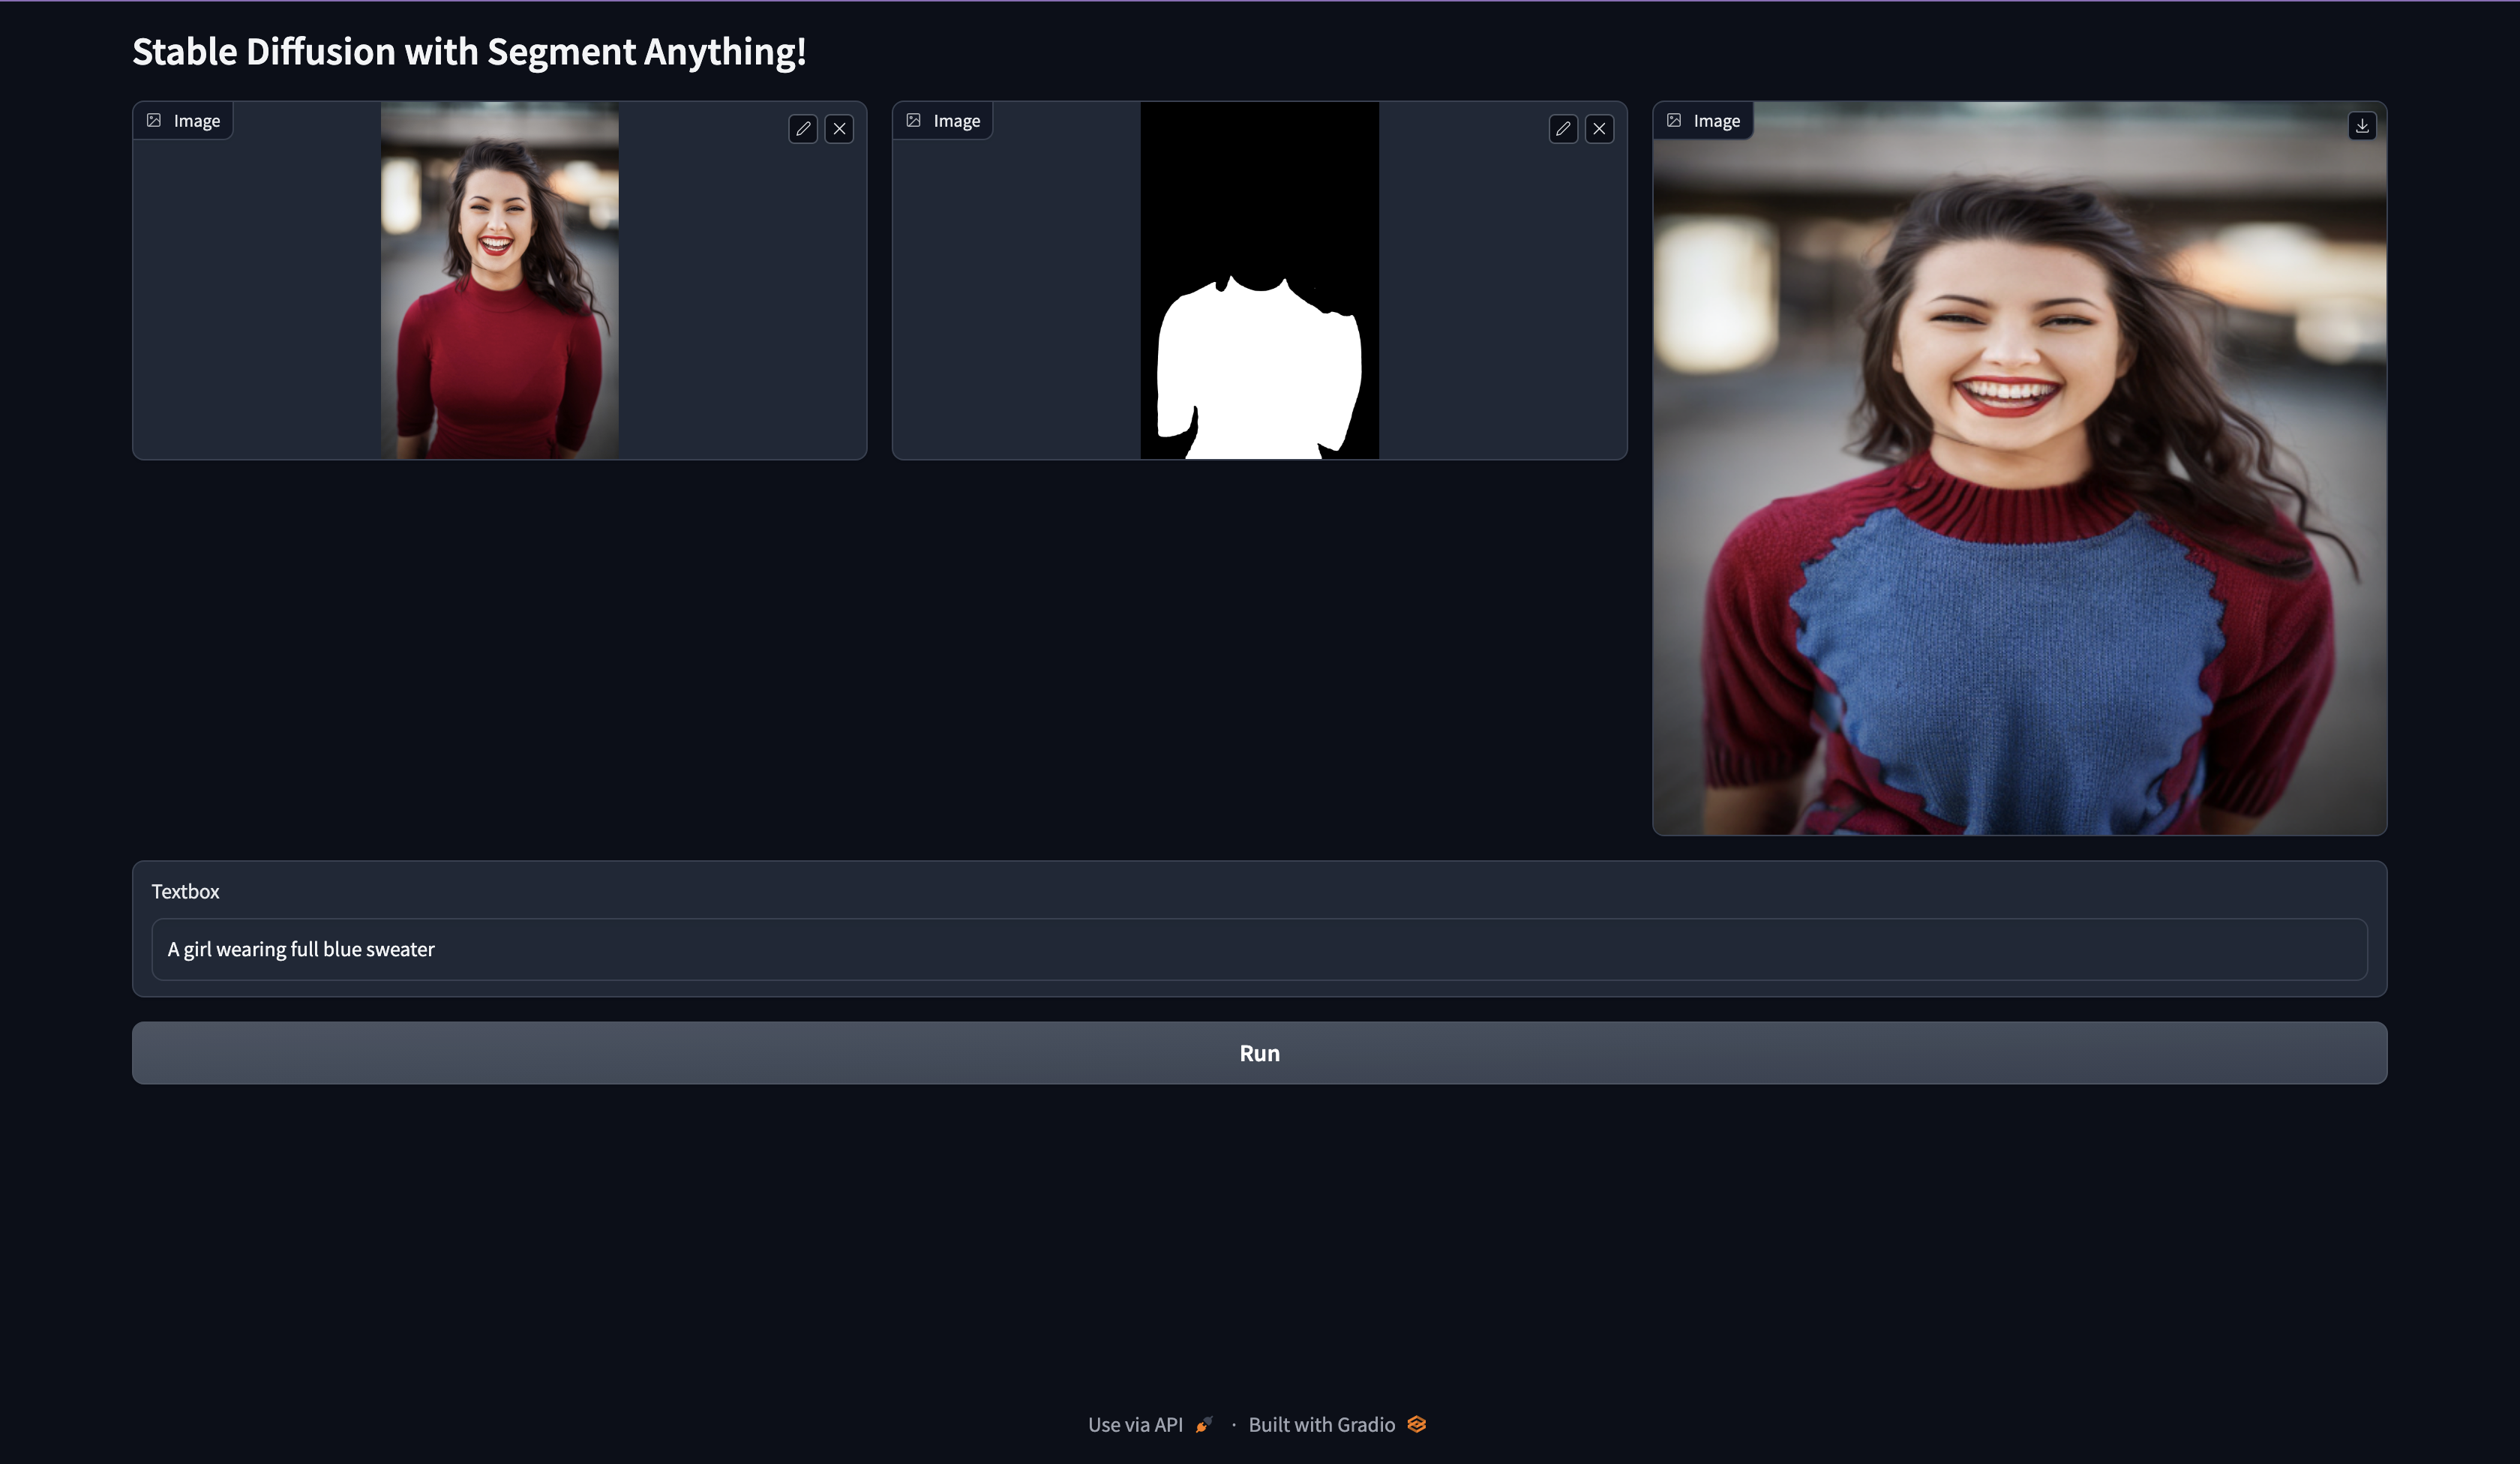 Stable Diffusion with Segment Anything!
Image
Image
Image
Textbox
A girl wearing full blue sweater
Run
Use via API · Built with Gradio